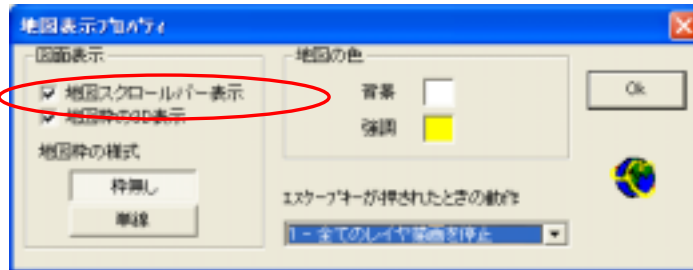 地図表示プロパティ
図面表示
地図スクロールバー表示
地図枠の3D表示
地図枠の様式
枠無し
単線
地図の色
背景
強調
エスケープキーが押されたときの動作
1 - 全てのレイヤ描画を停止
Ok